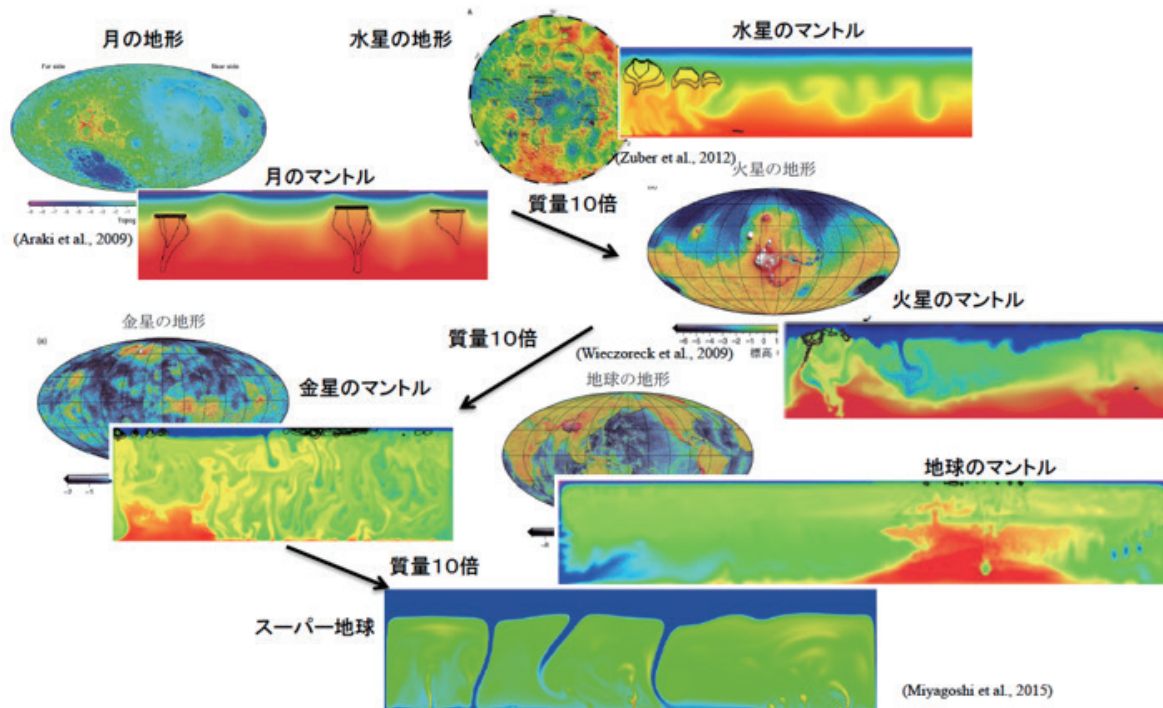 月の地形
水星の地形
水星のマントル
Far side
Near side
(Zuber et al., 2012)
火星の地形
月のマントル
質量10倍
(Araki et al., 2009)
火星のマントル
金星の地形
質量10倍
(Wieczoreck et al., 2009)
標高
金星のマントル
地球の地形
地球のマントル
質量10倍
スーパー地球
(Miyagoshi et al., 2015)